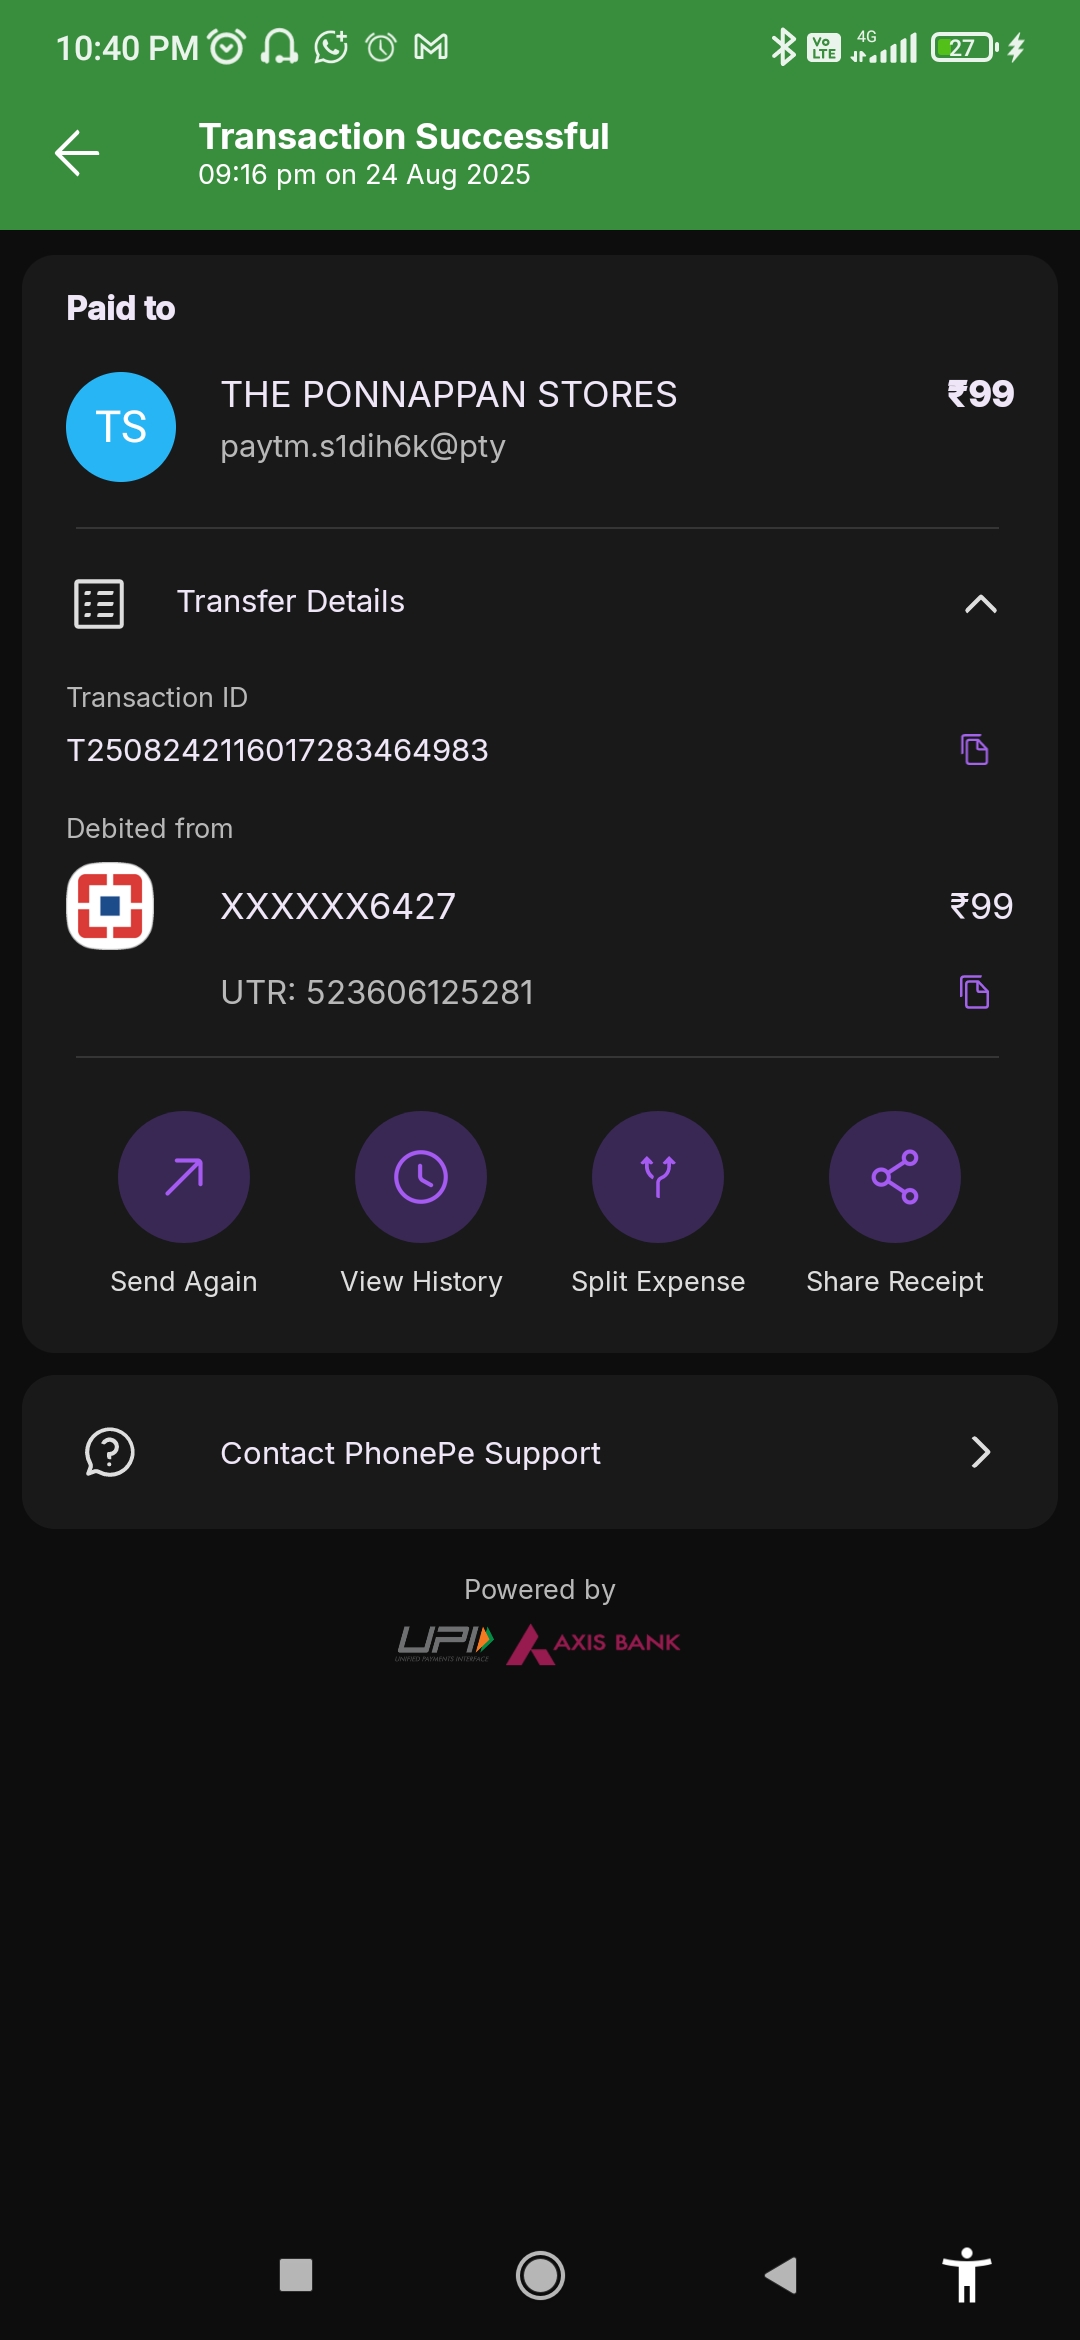 10:40 PM
Vo LTE 4G 27
Transaction Successful
09:16 pm on 24 Aug 2025
Paid to
TS
THE PONNAPPAN STORES ₹99
paytm.s1dih6k@pty
Transfer Details
Transaction ID
T2508242116017283464983
Debited from
XXXXXX6427 ₹99
UTR: 523606125281
Send Again View History Split Expense Share Receipt
Contact PhonePe Support
Powered by
UPI AXIS BANK
UNIFIED PAYMENTS INTERFACE